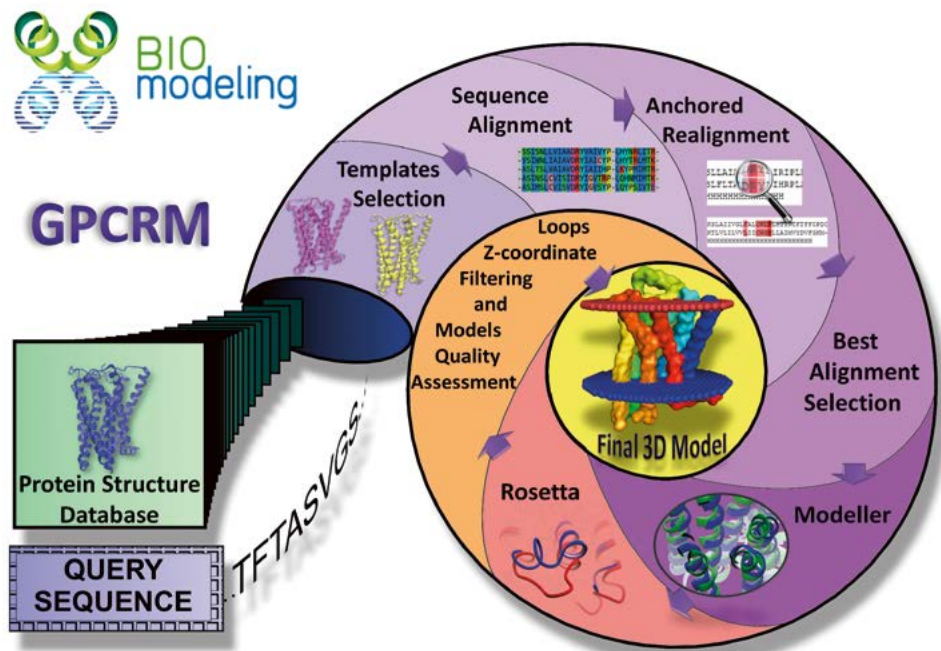 BIO
modeling
GPCRM
Templates
Selection
Sequence
Alignment
Anchored
Realignment
Best
Alignment
Selection
Modeller
Rosetta
Loops
Z-coordinate
Filtering
and
Models
Quality
Assessment
Final 3D Model
Protein Structure
Database
QUERY
SEQUENCE
...TFTASVGS...